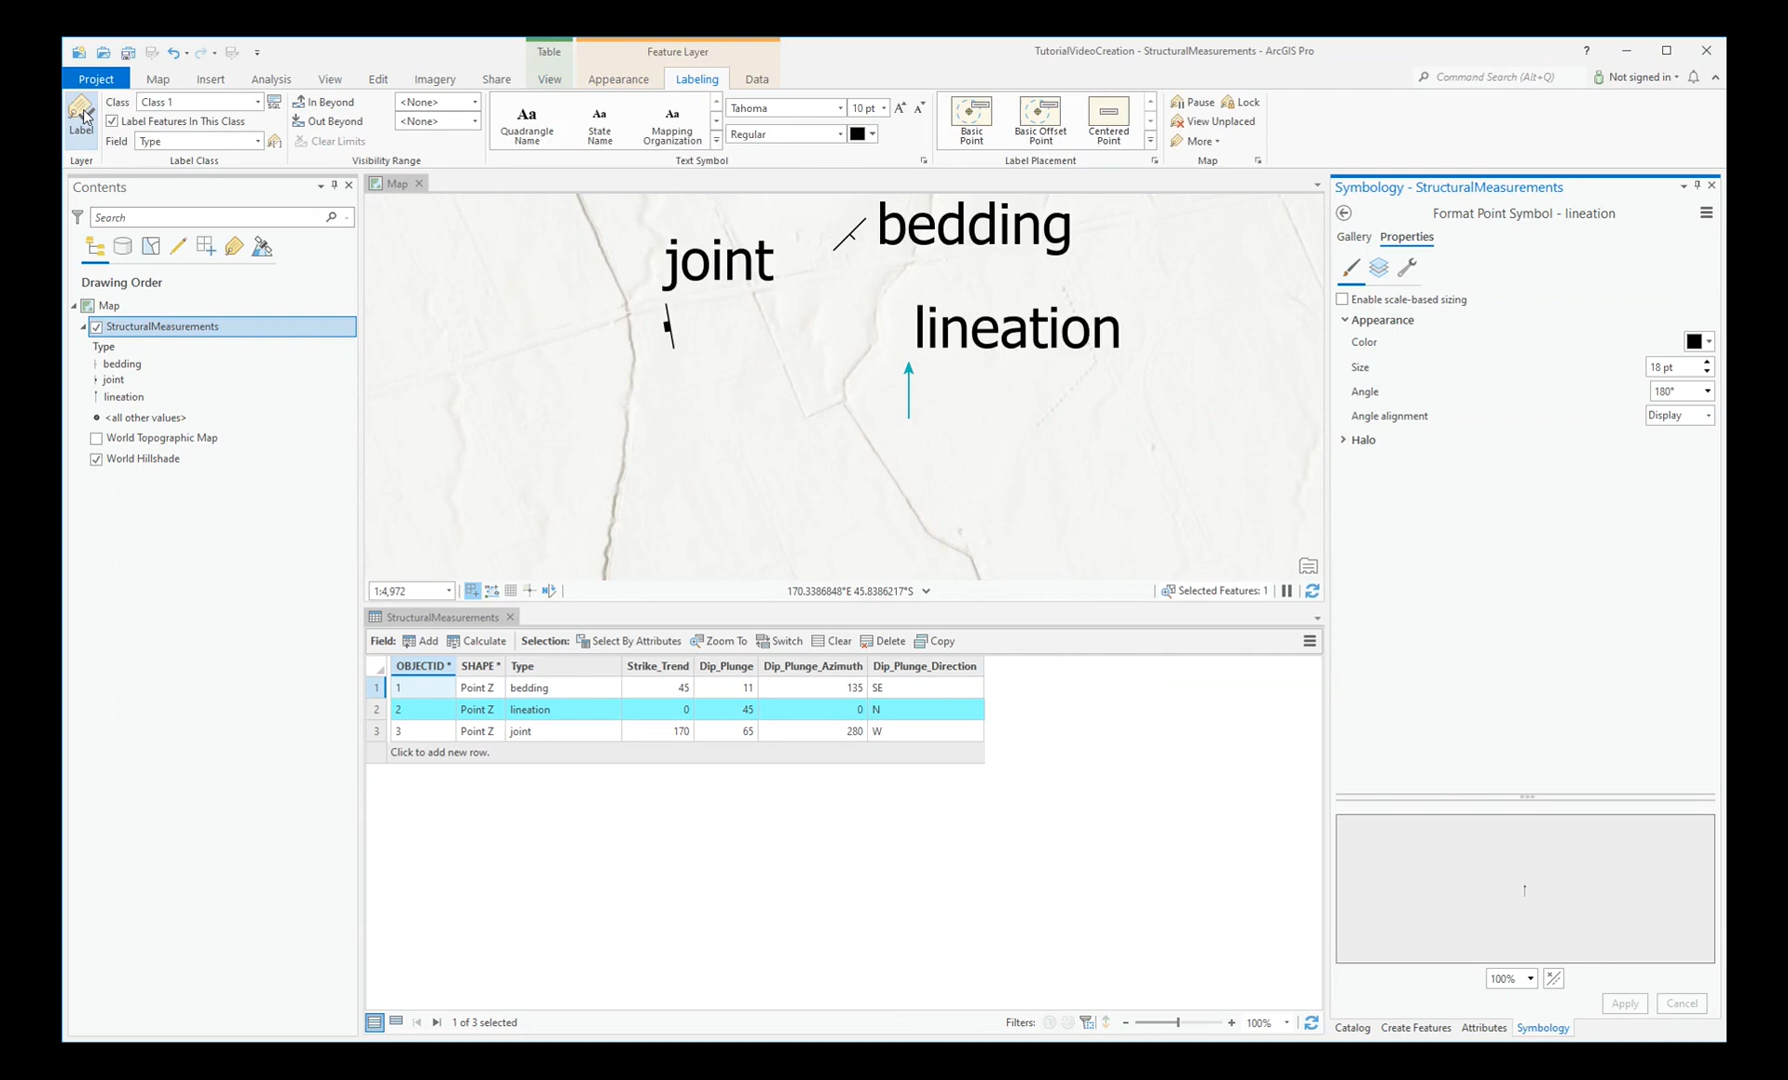 Table
Feature Layer
TutorialVideoCreation - StructuralMeasurements - ArcGIS Pro
?
Project
Map
Insert
Analysis
View
Edit
Imagery
Share
View
Appearance
Labeling
Data
Command Search (Alt+Q)
Not signed in
Label
Layer
Class
Class 1
SQL
Label Features In This Class
Field
Type
Label Class
In Beyond
<None>
Out Beyond
<None>
Clear Limits
Visibility Range
Aa
Quadrangle
Name
Aa
State
Name
Aa
Mapping
Organization
Tahoma
10 pt
Regular
Text Symbol
Basic
Point
Basic Offset
Point
Centered
Point
Label Placement
Pause
Lock
View Unplaced
More
Map
Contents
Search
Drawing Order
Map
StructuralMeasurements
Type
bedding
joint
lineation
<all other values>
World Topographic Map
World Hillshade
Map
joint
bedding
lineation
1:4,972
170.3386848°E 45.8386217°S
Selected Features: 1
StructuralMeasurements
Field:
Add
Calculate
Selection:
Select By Attributes
Zoom To
Switch
Clear
Delete
Copy
OBJECTID * SHAPE * Type Strike_Trend Dip_Plunge Dip_Plunge_Azimuth Dip_Plunge_Direction
1 1 Point Z bedding 45 11 135 SE
2 2 Point Z lineation 0 45 0 N
3 3 Point Z joint 170 65 280 W
Click to add new row.
1 of 3 selected
Filters:
100%
Symbology - StructuralMeasurements
Format Point Symbol - lineation
Gallery
Properties
Enable scale-based sizing
Appearance
Color
Size
18 pt
Angle
180°
Angle alignment
Display
Halo
100%
Apply
Cancel
Catalog
Create Features
Attributes
Symbology